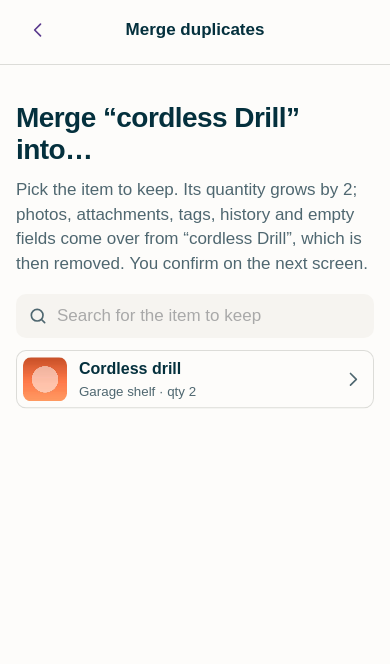 Merge duplicates
Merge “cordless Drill”
into…
Pick the item to keep. Its quantity grows by 2;
photos, attachments, tags, history and empty
fields come over from “cordless Drill”, which is
then removed. You confirm on the next screen.
Search for the item to keep
Cordless drill
Garage shelf · qty 2